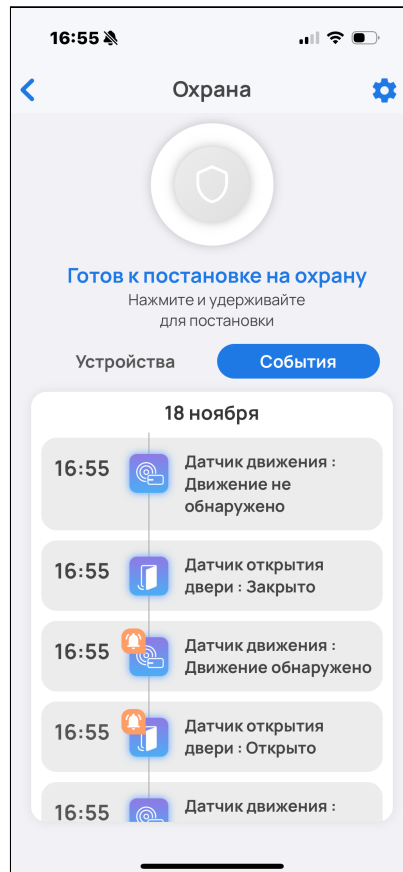 16:55
Охрана
Готов к постановке на охрану
Нажмите и удерживайте
для постановки
Устройства
События
18 ноября
16:55
Датчик движения :
Движение не
обнаружено
16:55
Датчик открытия
двери : Закрыто
16:55
Датчик движения :
Движение обнаружено
16:55
Датчик открытия
двери : Открыто
16:55
Датчик движения :